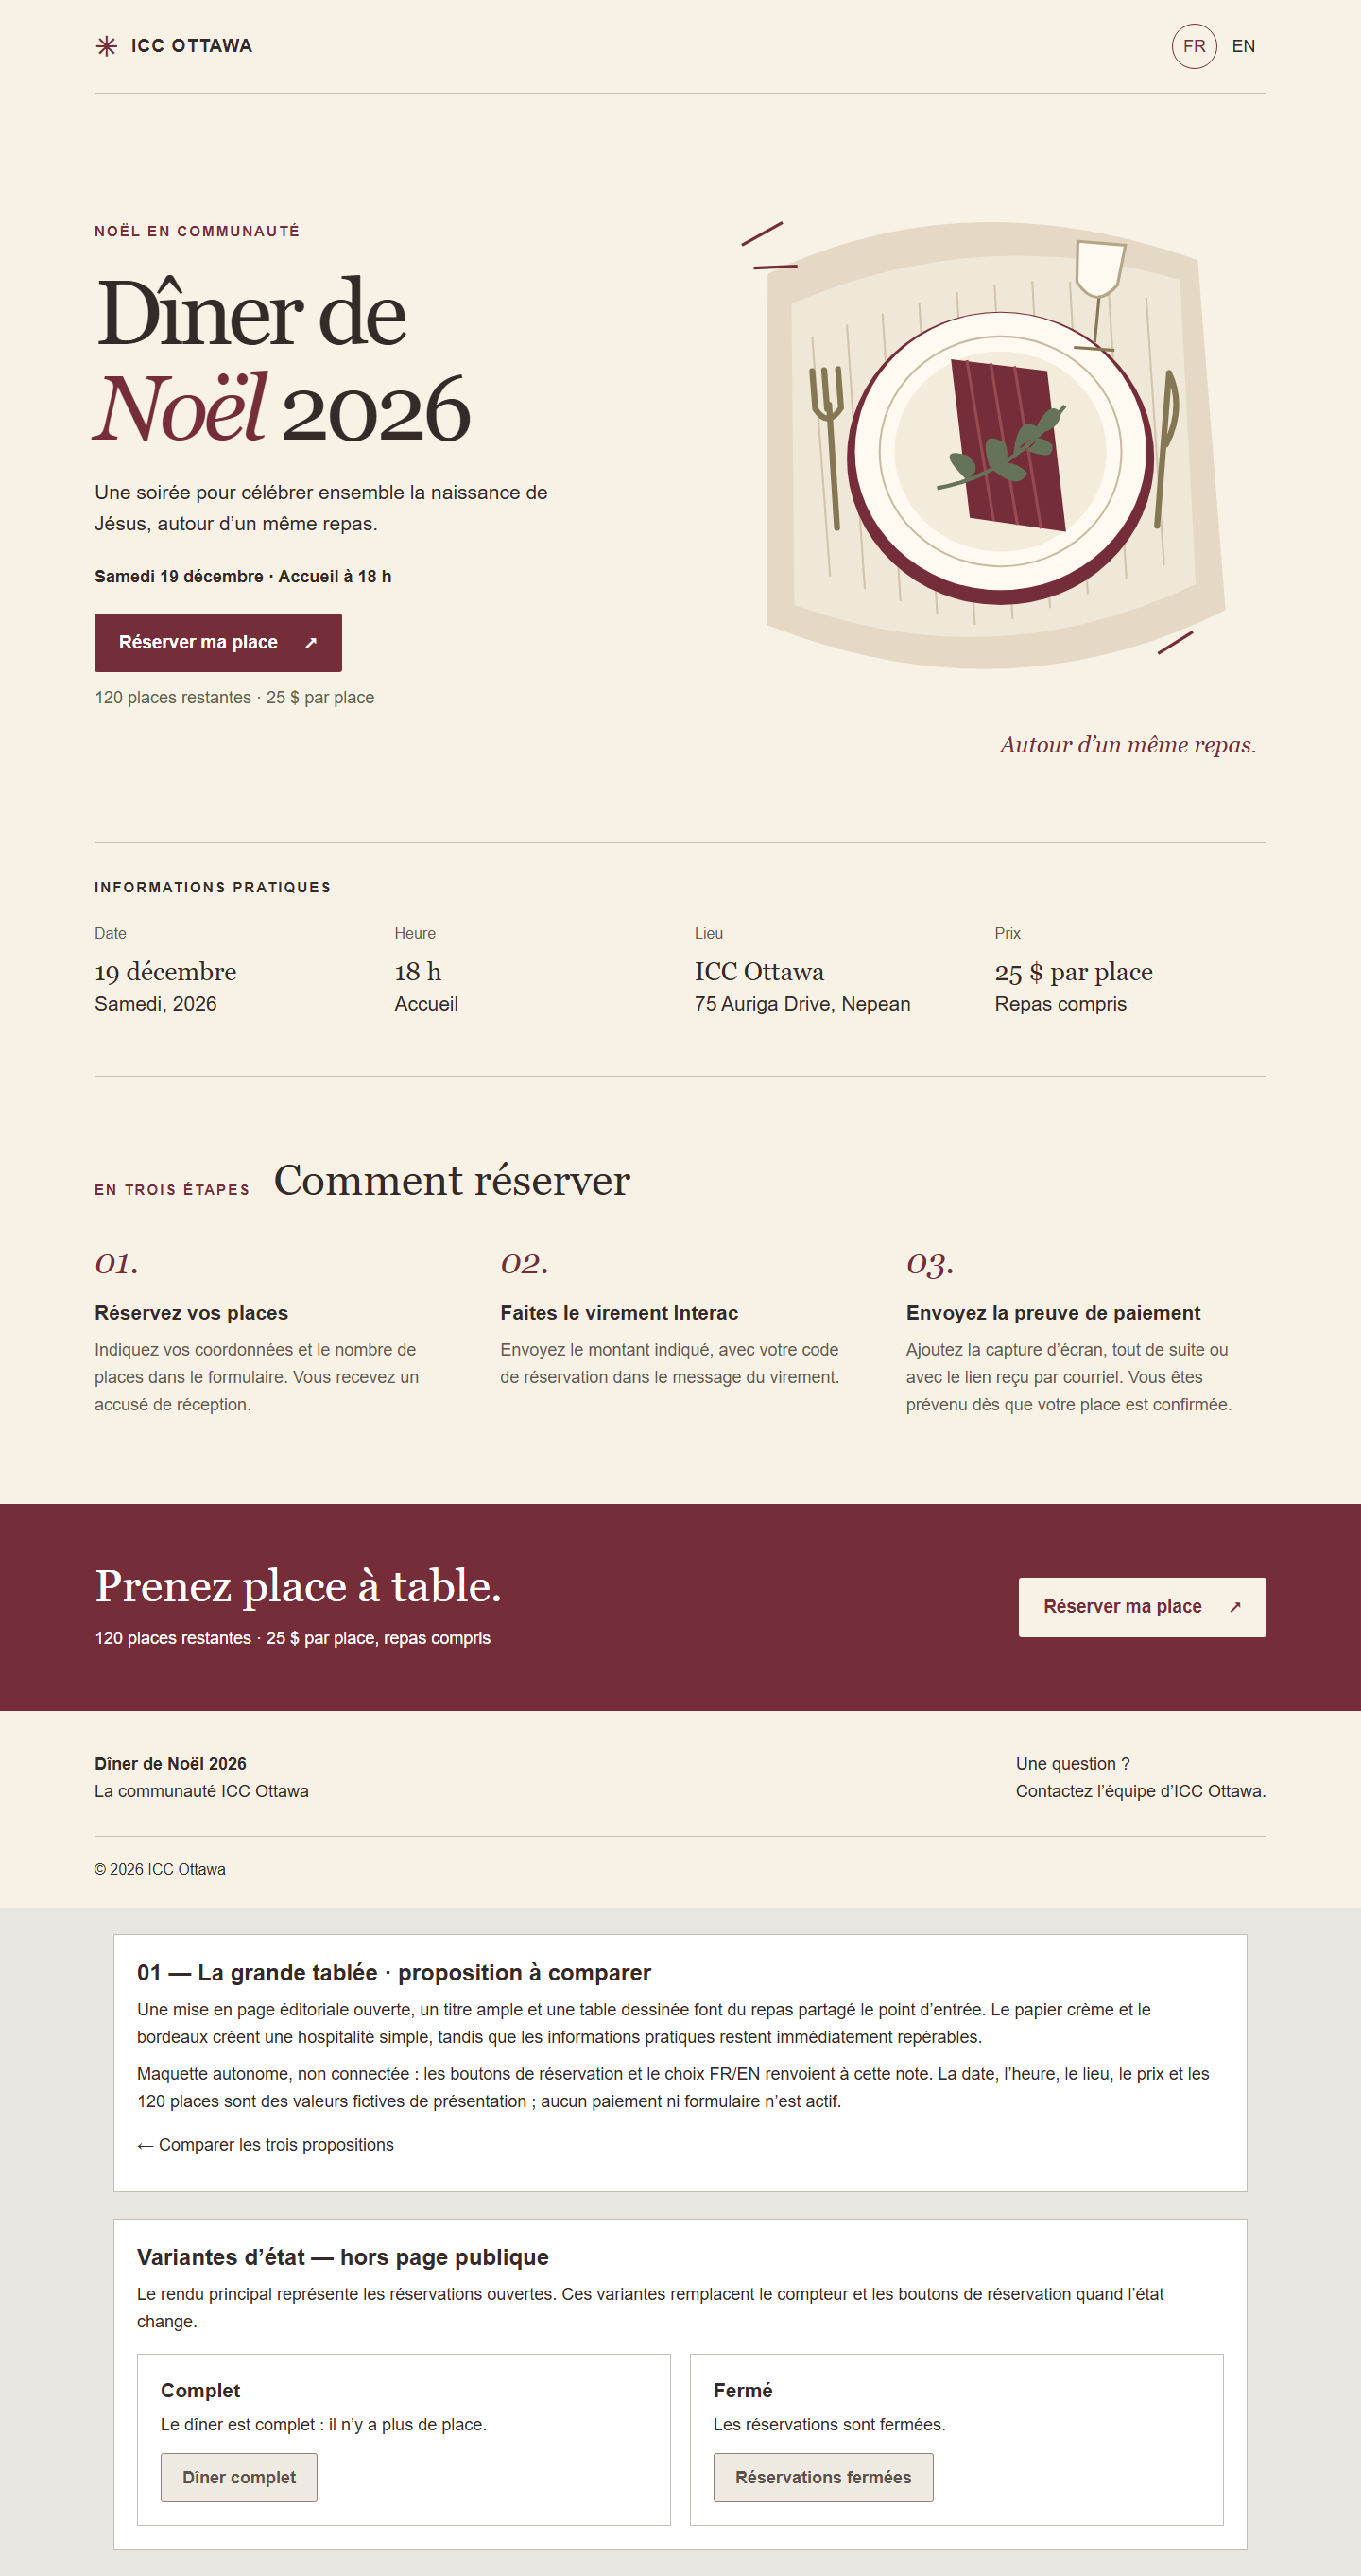 ICC OTTAWA
FR EN
NOËL EN COMMUNAUTÉ
Dîner de
Noël 2026
Une soirée pour célébrer ensemble la naissance de
Jésus, autour d’un même repas.
Samedi 19 décembre · Accueil à 18 h
Réserver ma place ↗
120 places restantes · 25 $ par place
Autour d’un même repas.
INFORMATIONS PRATIQUES
Date
19 décembre
Samedi, 2026
Heure
18 h
Accueil
Lieu
ICC Ottawa
75 Auriga Drive, Nepean
Prix
25 $ par place
Repas compris
EN TROIS ÉTAPES Comment réserver
01.
Réservez vos places
Indiquez vos coordonnées et le nombre de
places dans le formulaire. Vous recevez un
accusé de réception.
02.
Faites le virement Interac
Envoyez le montant indiqué, avec votre code
de réservation dans le message du virement.
03.
Envoyez la preuve de paiement
Ajoutez la capture d’écran, tout de suite ou
avec le lien reçu par courriel. Vous êtes
prévenu dès que votre place est confirmée.
Prenez place à table.
120 places restantes · 25 $ par place, repas compris
Réserver ma place ↗
Dîner de Noël 2026
La communauté ICC Ottawa
Une question ?
Contactez l’équipe d’ICC Ottawa.
© 2026 ICC Ottawa
01 — La grande tablée · proposition à comparer
Une mise en page éditoriale ouverte, un titre ample et une table dessinée font du repas partagé le point d’entrée. Le papier crème et le
bordeaux créent une hospitalité simple, tandis que les informations pratiques restent immédiatement repérables.
Maquette autonome, non connectée : les boutons de réservation et le choix FR/EN renvoient à cette note. La date, l’heure, le lieu, le prix et les
120 places sont des valeurs fictives de présentation ; aucun paiement ni formulaire n’est actif.
← Comparer les trois propositions
Variantes d’état — hors page publique
Le rendu principal représente les réservations ouvertes. Ces variantes remplacent le compteur et les boutons de réservation quand l’état
change.
Complet
Le dîner est complet : il n’y a plus de place.
Dîner complet
Fermé
Les réservations sont fermées.
Réservations fermées